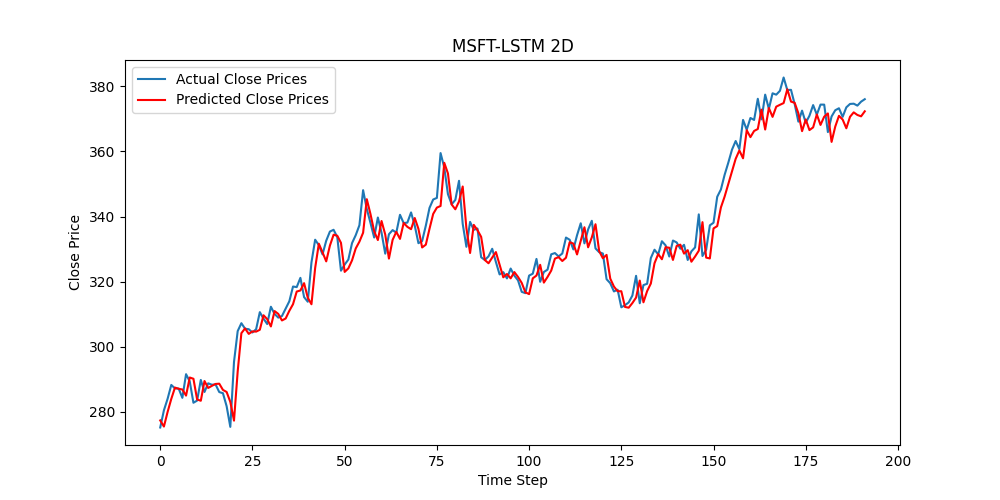 MSFT-LSTM 2D
Actual Close Prices
Predicted Close Prices
Close Price
380
360
340
320
300
280
0 25 50 75 100 125 150 175 200
Time Step